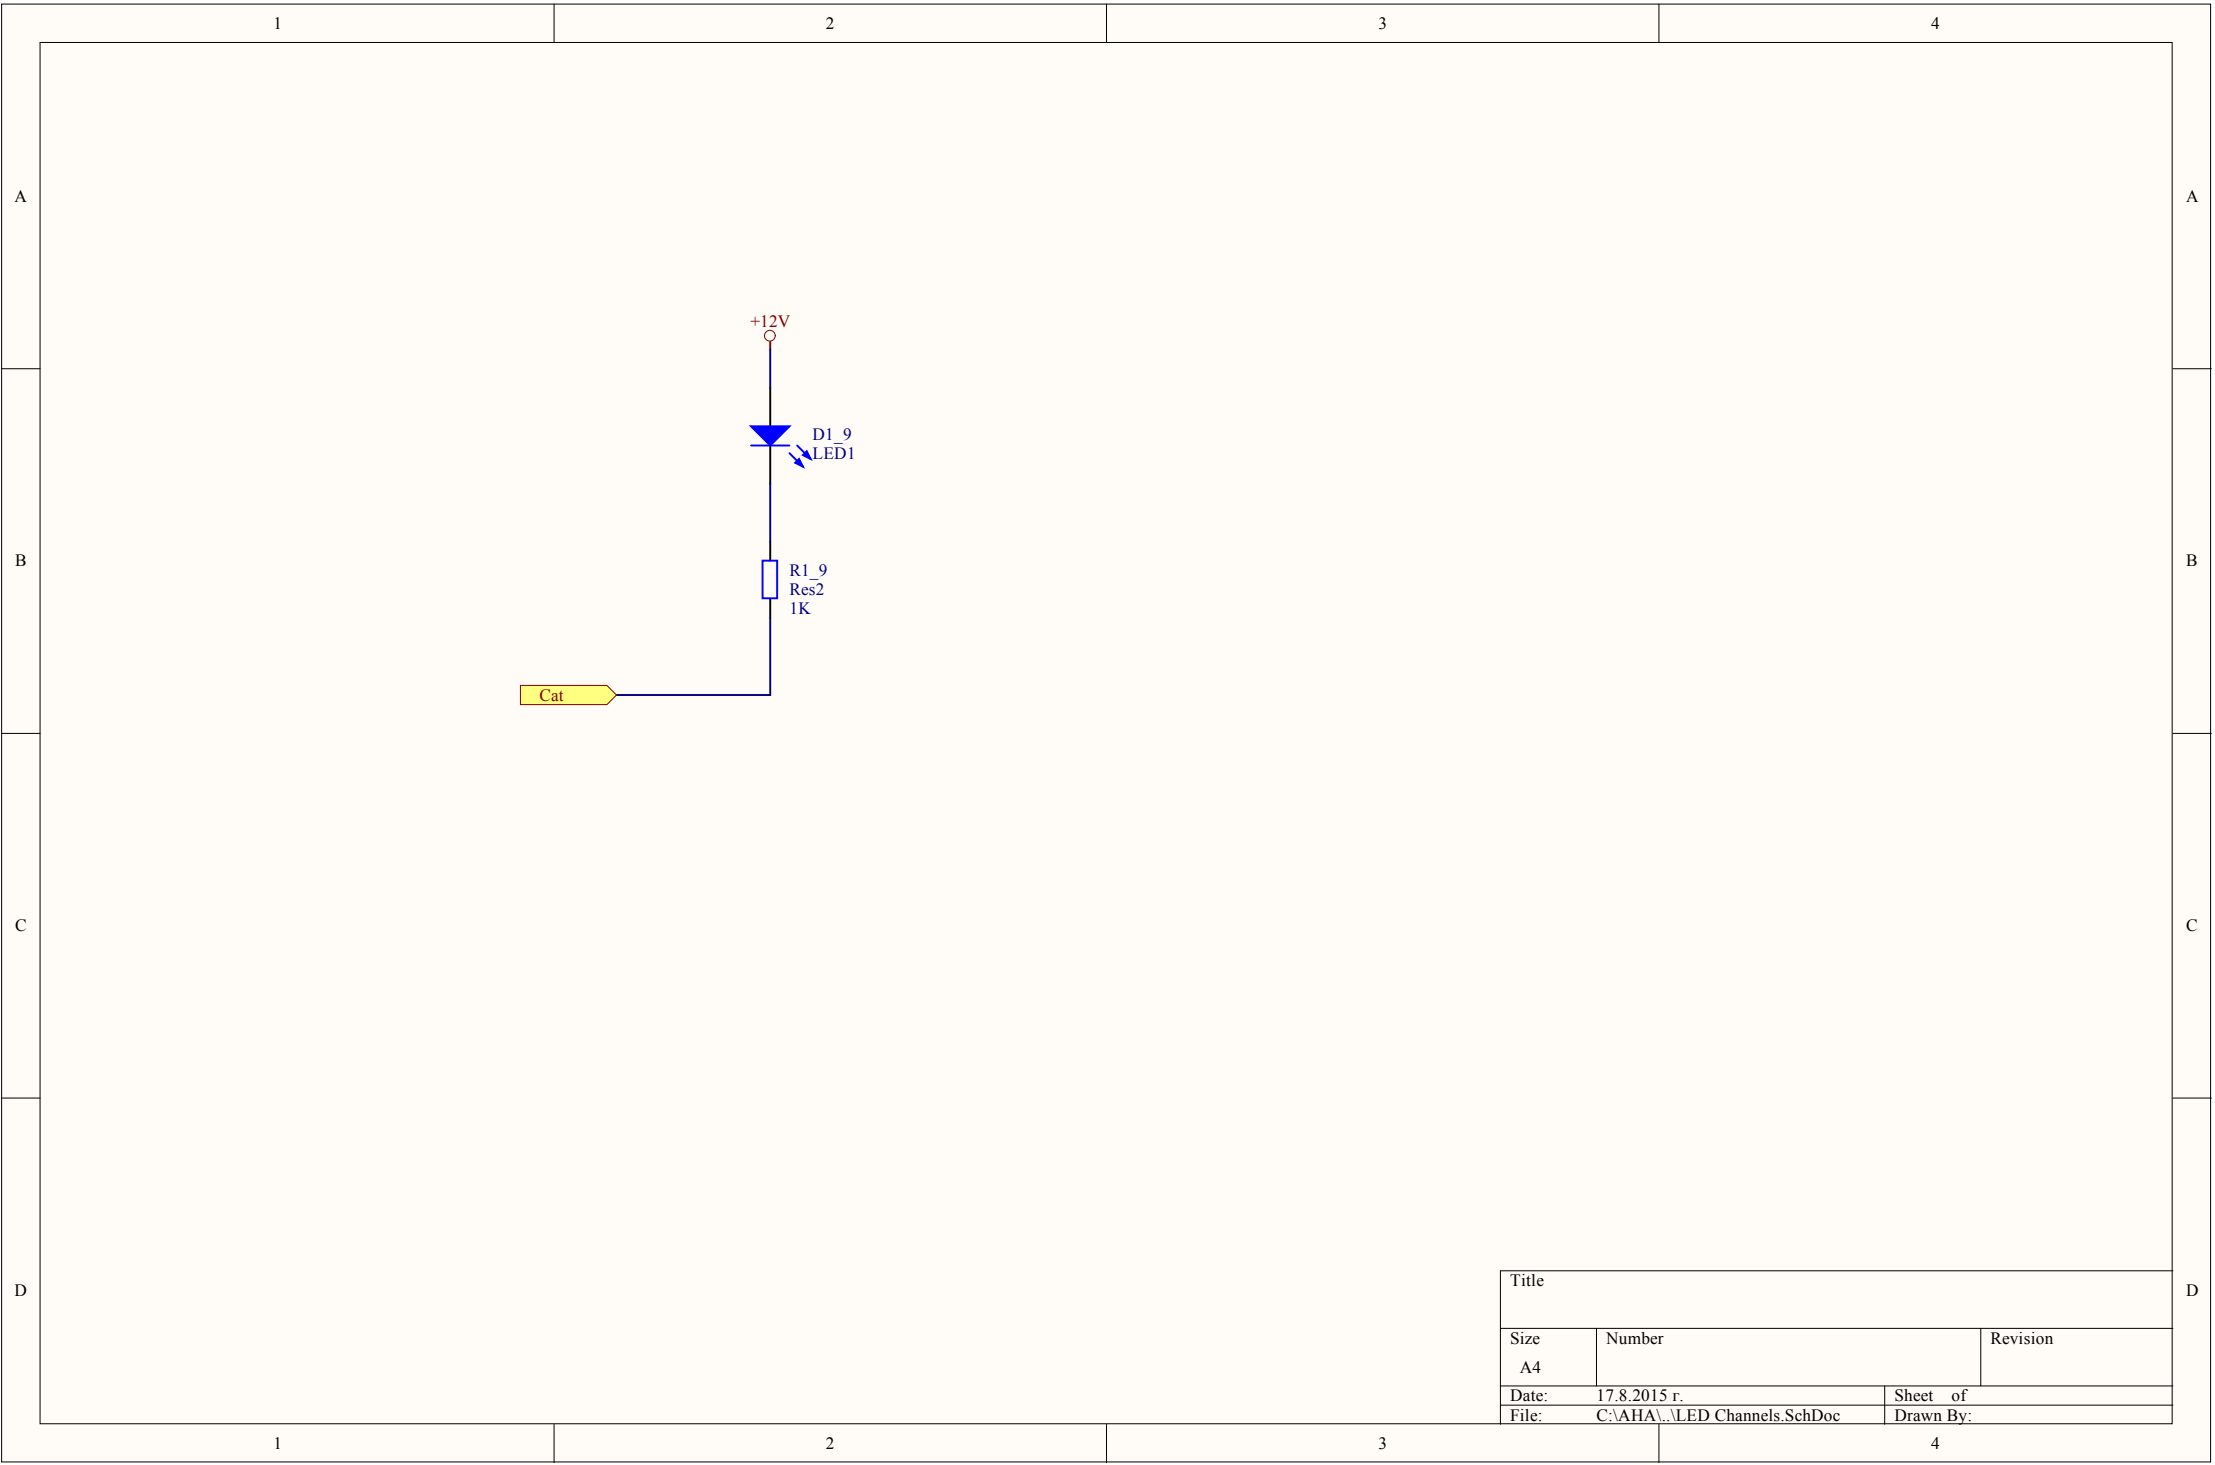 1 2 3 4
A A
+12V
D1_9
LED1
B B
R1_9
Res2
1K
Cat
C C
D D
Title
Size Number Revision
A4
Date: 17.8.2015 г. Sheet of
File: C:\AHA\..\LED Channels.SchDoc Drawn By:
1 2 3 4